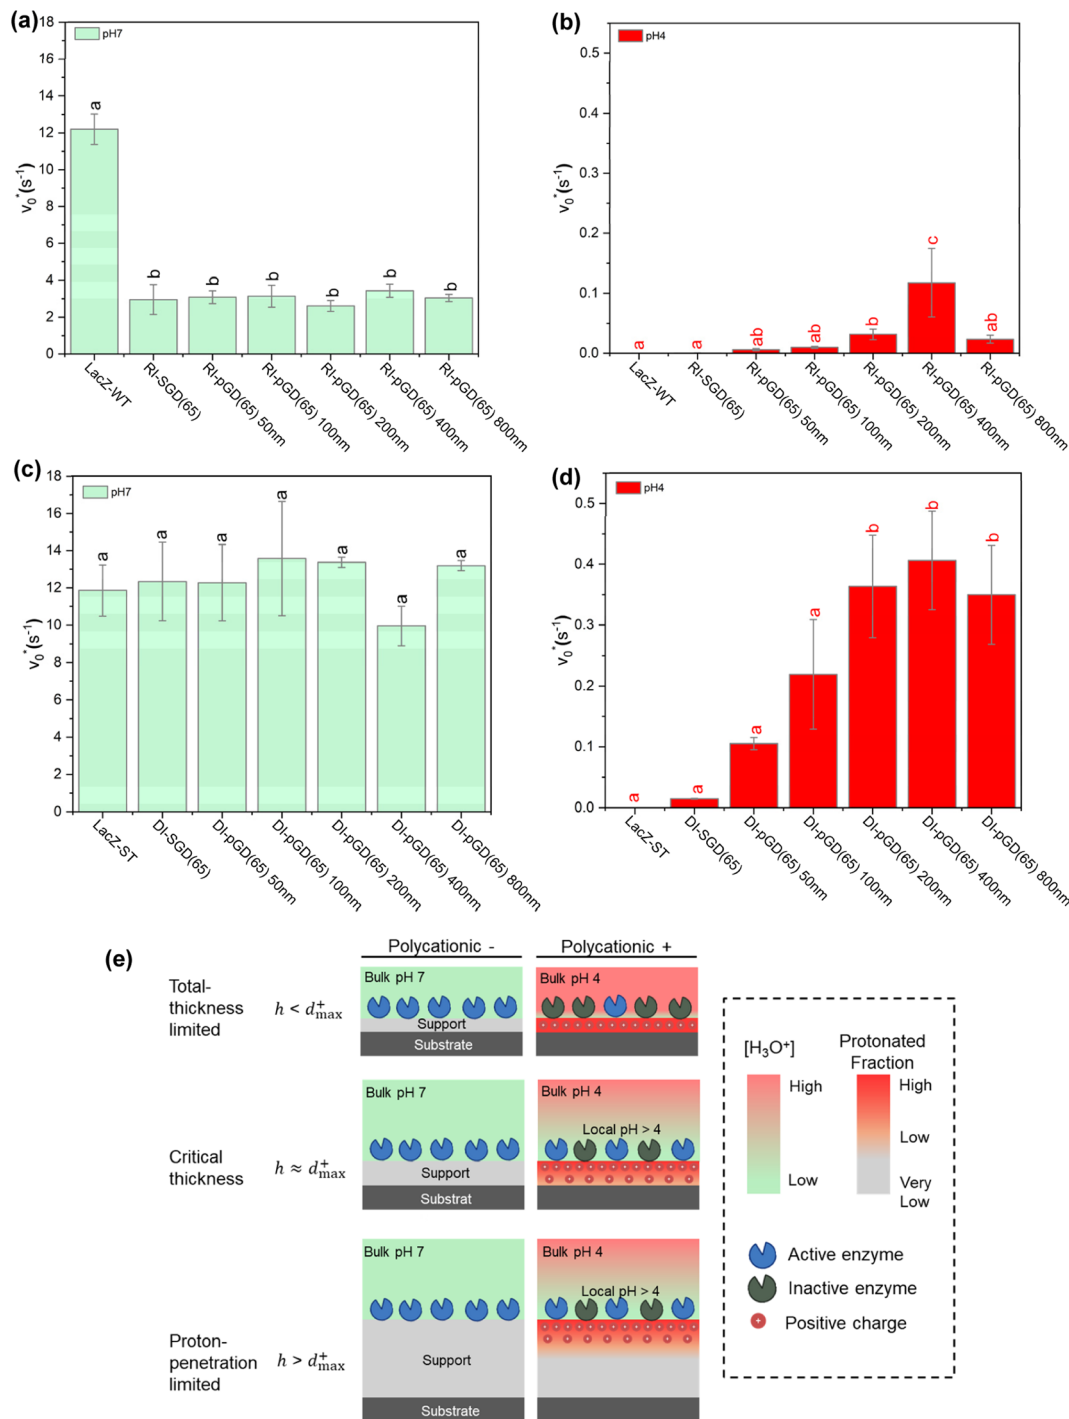 (a)
pH7
18
16
14
12
10
8
6
4
2
0
v₀*(s⁻¹)
a
b
b
b
b
b
b
LacZ-WT
RI-SGD(65)
RI-pGD(65) 50nm
RI-pGD(65) 100nm
RI-pGD(65) 200nm
RI-pGD(65) 400nm
RI-pGD(65) 800nm
(b)
pH4
0.5
0.4
0.3
0.2
0.1
0.0
v₀*(s⁻¹)
a
a
ab
ab
b
c
ab
LacZ-WT
RI-SGD(65)
RI-pGD(65) 50nm
RI-pGD(65) 100nm
RI-pGD(65) 200nm
RI-pGD(65) 400nm
RI-pGD(65) 800nm
(c)
pH7
18
16
14
12
10
8
6
4
2
0
v₀*(s⁻¹)
a
a
a
a
a
a
a
LacZ-ST
DI-SGD(65)
DI-pGD(65) 50nm
DI-pGD(65) 100nm
DI-pGD(65) 200nm
DI-pGD(65) 400nm
DI-pGD(65) 800nm
(d)
pH4
0.5
0.4
0.3
0.2
0.1
0.0
v₀*(s⁻¹)
a
a
a
a
b
b
b
LacZ-ST
DI-SGD(65)
DI-pGD(65) 50nm
DI-pGD(65) 100nm
DI-pGD(65) 200nm
DI-pGD(65) 400nm
DI-pGD(65) 800nm
(e)
Polycationic -
Polycationic +
Total-
thickness
limited
h < d⁺max
Bulk pH 7
Support
Substrate
Bulk pH 4
Critical
thickness
h ≈ d⁺max
Bulk pH 7
Support
Substrat
Bulk pH 4
Local pH > 4
Proton-
penetration
limited
h > d⁺max
Bulk pH 7
Support
Substrate
Bulk pH 4
Local pH > 4
[H₃O⁺]
High
Low
Protonated
Fraction
High
Low
Very
Low
Active enzyme
Inactive enzyme
Positive charge